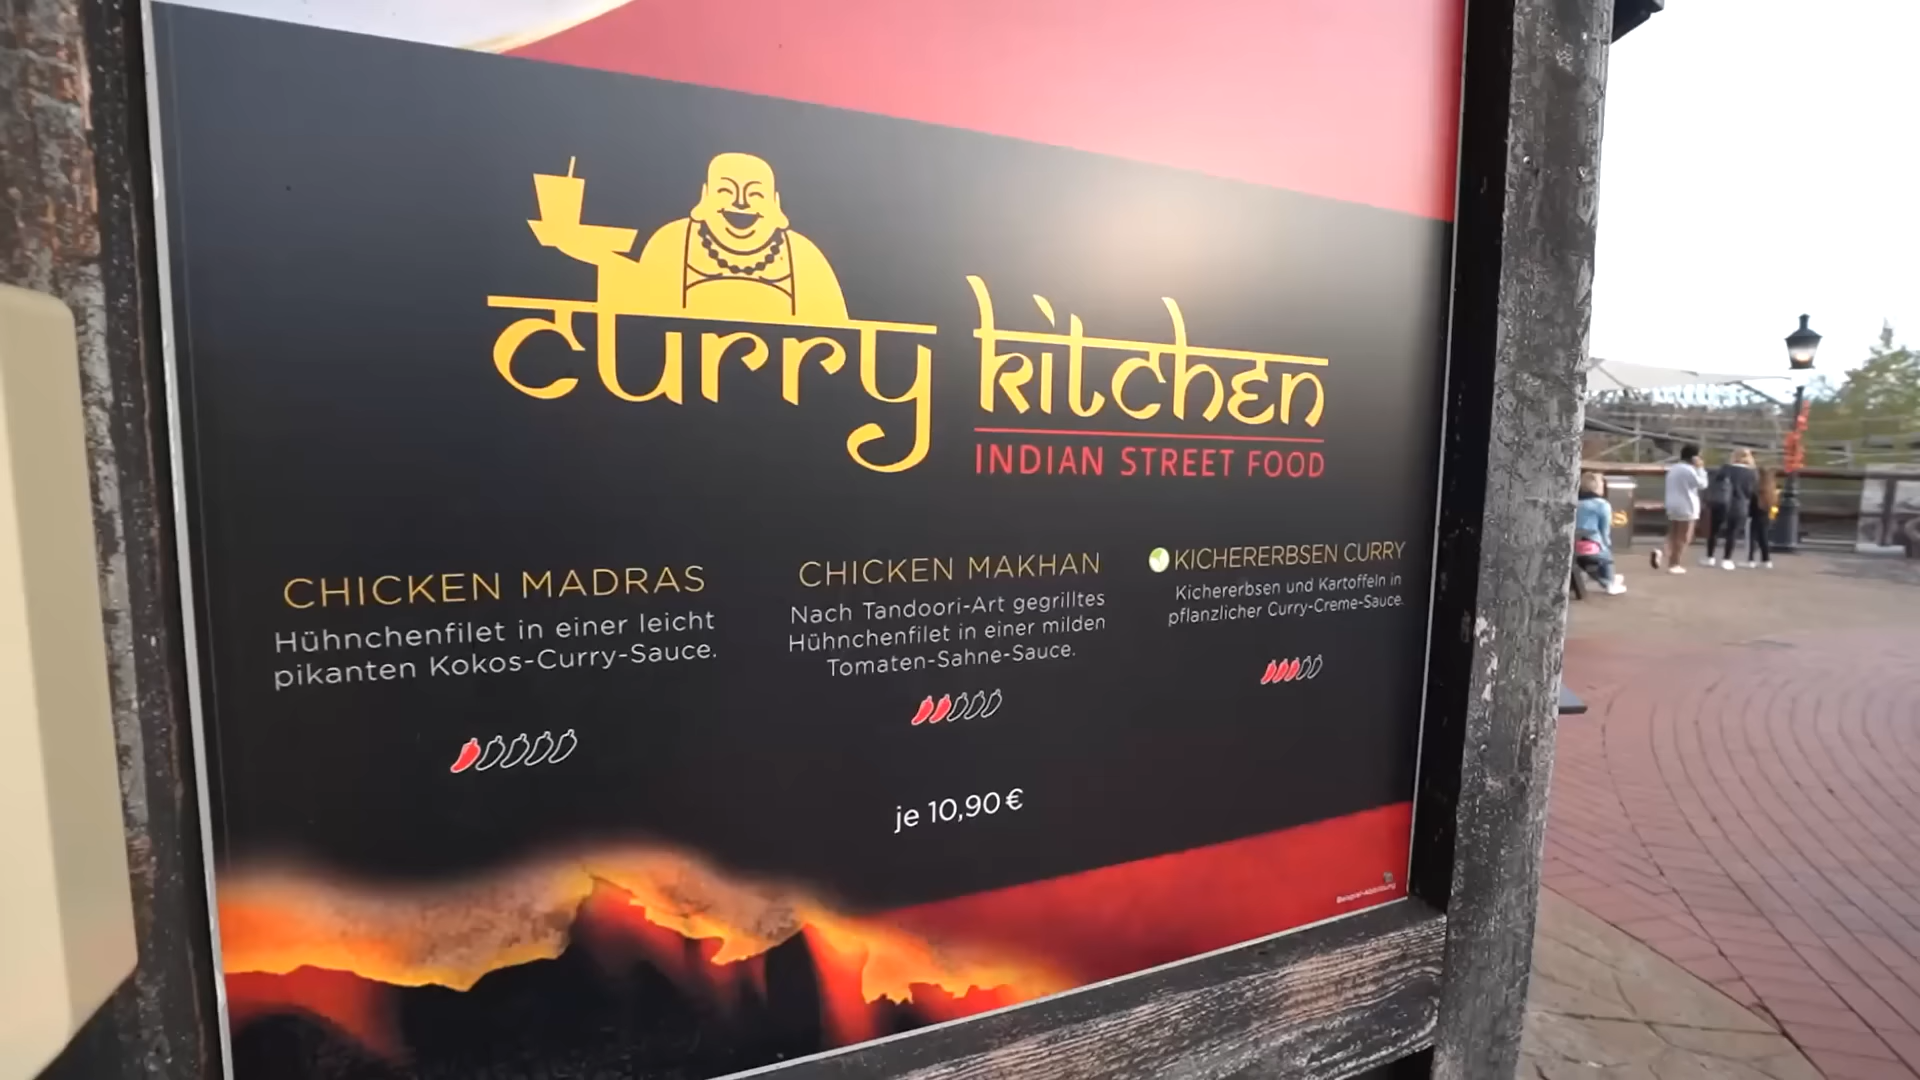 curry kitchen
INDIAN STREET FOOD
CHICKEN MADRAS
Hühnchenfilet in einer leicht
pikanten Kokos-Curry-Sauce.
CHICKEN MAKHAN
Nach Tandoori-Art gegrilltes
Hühnchenfilet in einer milden
Tomaten-Sahne-Sauce.
KICHERERBSEN CURRY
Kichererbsen und Kartoffeln in
pflanzlicher Curry-Creme-Sauce.
je 10,90 €
Beispiel-Abbildung